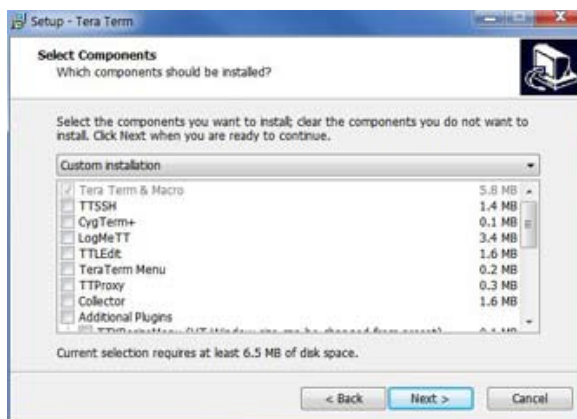 Setup - Tera Term
Select Components
Which components should be installed?
Select the components you want to install; clear the components you do not want to
install. Click Next when you are ready to continue.
Custom installation
Tera Term & Macro 5.8 MB
TTSSH 1.4 MB
CygTerm+ 0.1 MB
LogMeTT 3.4 MB
TTLEdit 1.6 MB
TeraTerm Menu 0.2 MB
TTProxy 0.3 MB
Collector 1.6 MB
Additional Plugins
Current selection requires at least 6.5 MB of disk space.
< Back Next > Cancel